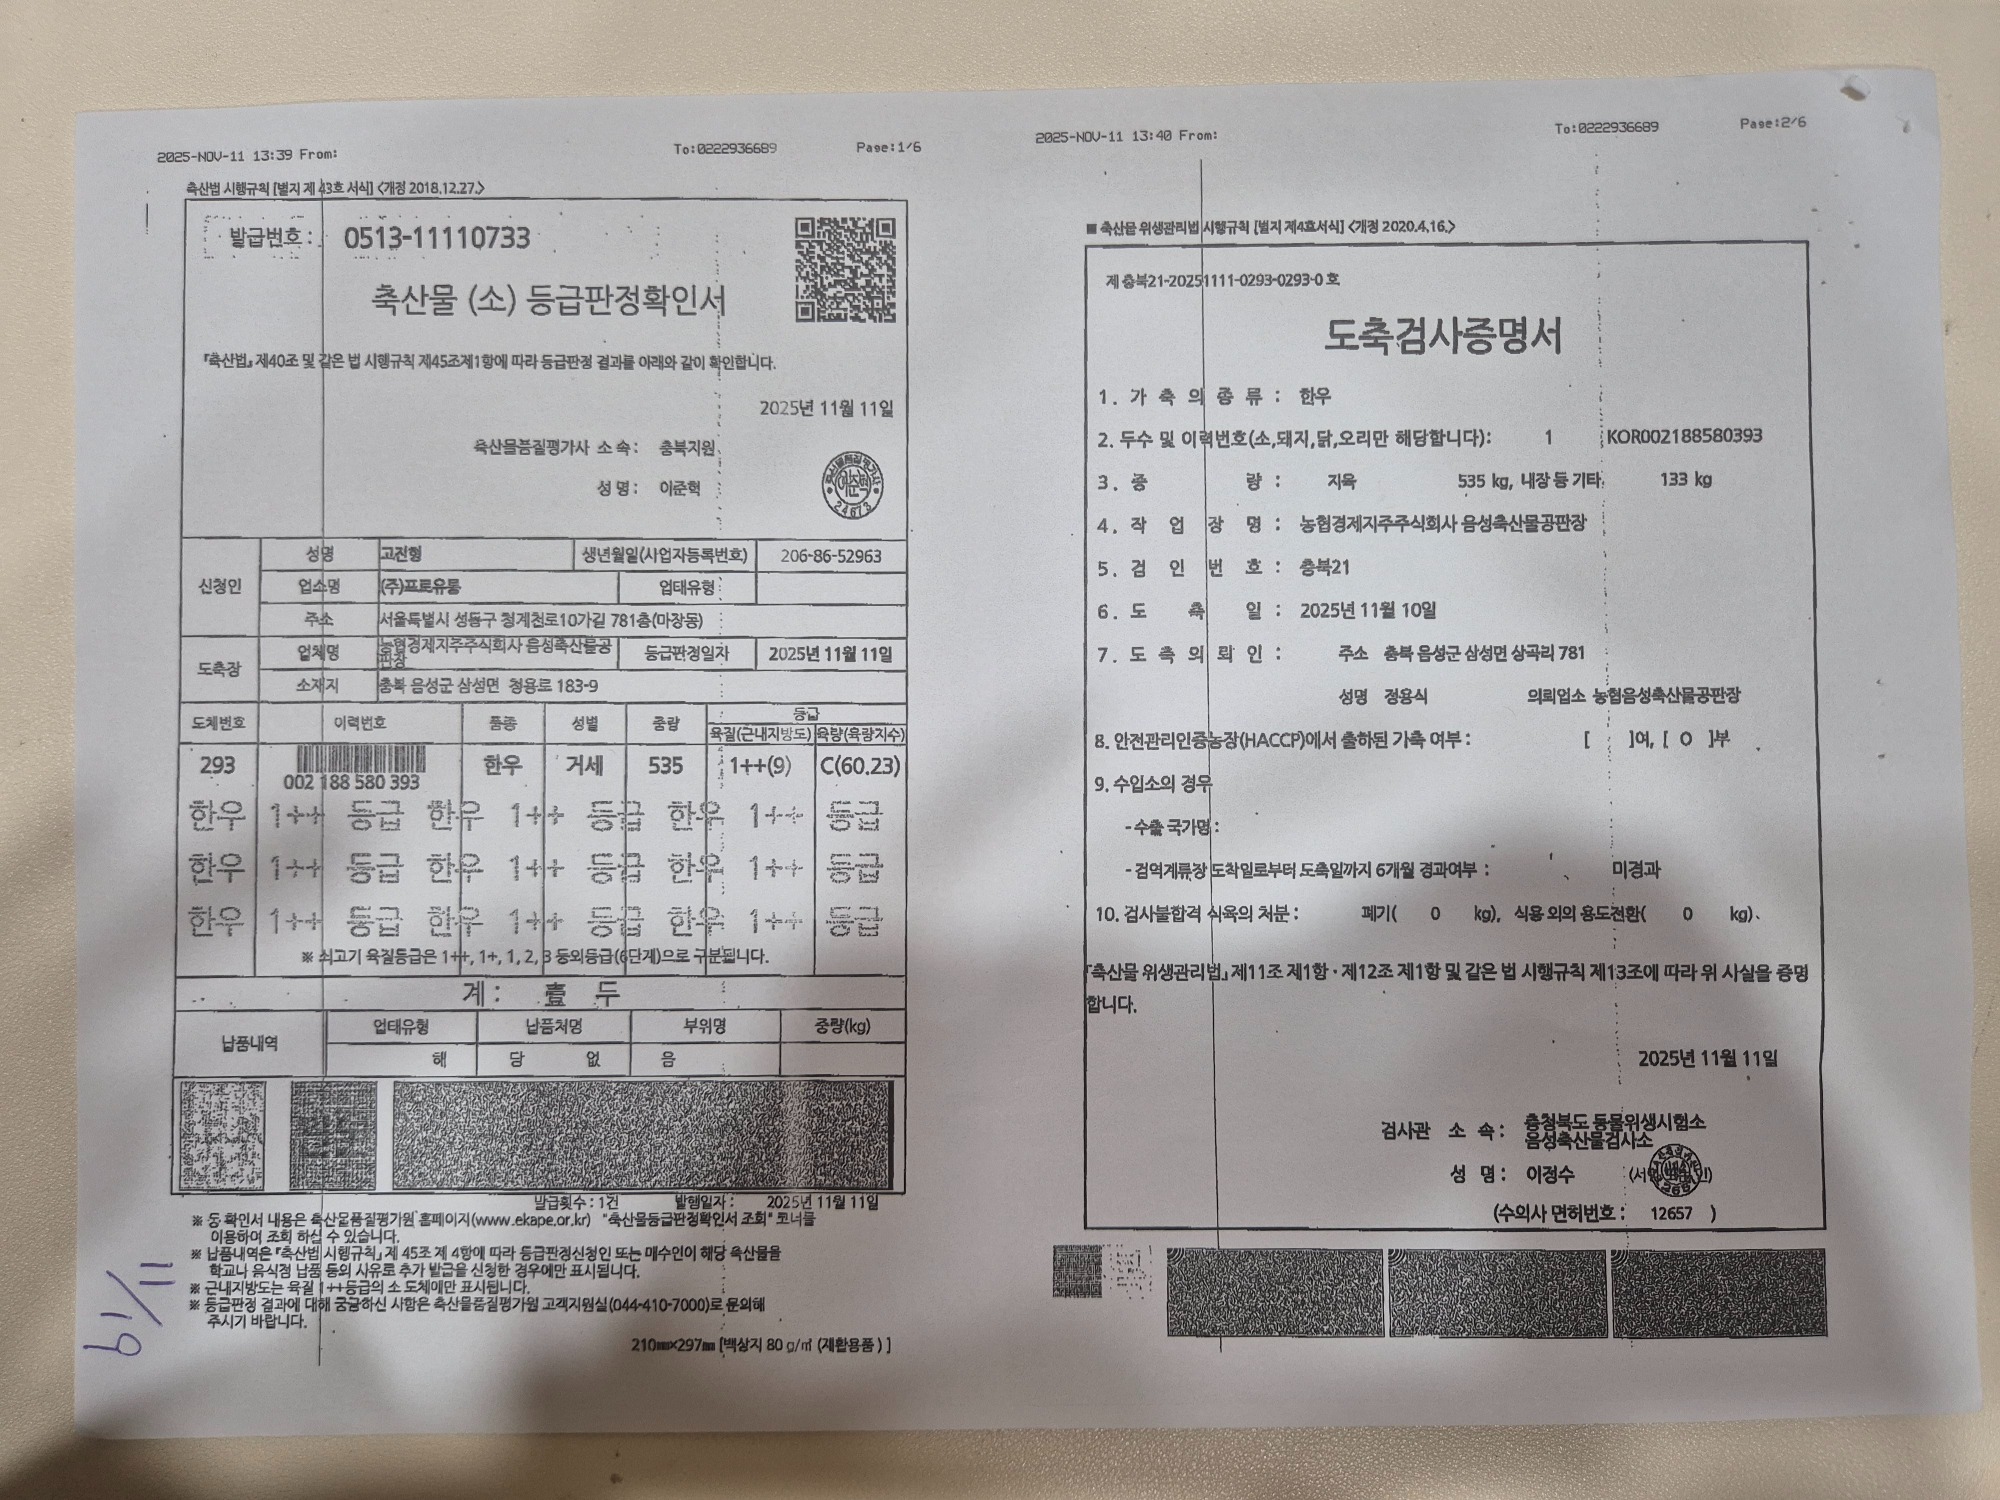 2025-NOV-11 13:39 From: To:0222936689 Page:1/6
축산법 시행규칙 [별지 제 43호 서식] <개정 2018.12.27.>
발급번호 : 0513-11110733
축산물 (소) 등급판정확인서
「축산법」 제40조 및 같은 법 시행규칙 제45조제1항에 따라 등급판정 결과를 아래와 같이 확인합니다.
2025년 11월 11일
축산물품질평가사 소 속 : 충북지원
성 명 : 이준혁
신청인 성명 고진형 생년월일(사업자등록번호) 206-86-52963
업소명 (주)프로유통 업태유형
주소 서울특별시 성동구 청계천로10가길 781층(마장동)
도축장 업체명 농협경제지주주식회사 음성축산물공판장 등급판정일자 2025년 11월 11일
소재지 충북 음성군 삼성면 청용로 183-9
도체번호 이력번호 품종 성별 중량 등급
육질(근내지방도) 육량(육량지수)
293 002 188 580 393 한우 거세 535 1++(9) C(60.23)
한우 1++ 등급 한우 1++ 등급 한우 1++ 등급
한우 1++ 등급 한우 1++ 등급 한우 1++ 등급
한우 1++ 등급 한우 1++ 등급 한우 1++ 등급
※ 쇠고기 육질등급은 1++, 1+, 1, 2, 3 등외등급(6단계)으로 구분됩니다.
계 : 壹 두
납품내역 업태유형 납품처명 부위명 중량(kg)
해 당 없 음
발급횟수 : 1건 발행일자 : 2025년 11월 11일
※ 동 확인서 내용은 축산물품질평가원 홈페이지(www.ekape.or.kr) "축산물등급판정확인서 조회" 코너를
이용하여 조회 하실 수 있습니다.
※ 납품내역은 「축산법 시행규칙」 제 45조 제 4항에 따라 등급판정신청인 또는 매수인이 해당 축산물을
학교나 음식점 납품 등의 사유로 추가 발급을 신청한 경우에만 표시됩니다.
※ 근내지방도는 육질 1++등급의 소 도체에만 표시됩니다.
※ 등급판정 결과에 대해 궁금하신 사항은 축산물품질평가원 고객지원실(044-410-7000)로 문의해
주시기 바랍니다.
210㎜×297㎜ [백상지 80 g/㎡ (재활용품 ) ]
11/19
2025-NOV-11 13:40 From: To:0222936689 Page:2/6
■ 축산물 위생관리법 시행규칙 [별지 제4호서식] <개정 2020.4.16.>
제 충북21-20251111-0293-0293-0 호
도축검사증명서
1. 가 축 의 종 류 : 한우
2. 두수 및 이력번호(소,돼지,닭,오리만 해당합니다): 1 KOR002188580393
3. 중 량 : 지육 535 kg, 내장 등 기타 133 kg
4. 작 업 장 명 : 농협경제지주주식회사 음성축산물공판장
5. 검 인 번 호 : 충북21
6. 도 축 일 : 2025년 11월 10일
7. 도 축 의 뢰 인 : 주소 충북 음성군 삼성면 상곡리 781
성명 정용식 의뢰업소 농협음성축산물공판장
8. 안전관리인증농장(HACCP)에서 출하된 가축 여부 : [ ]여, [ O ]부
9. 수입소의 경우
- 수출 국가명 :
- 검역계류장 도착일로부터 도축일까지 6개월 경과여부 : 미경과
10. 검사불합격 식육의 처분 : 폐기( 0 kg), 식용 외의 용도전환( 0 kg)
「축산물 위생관리법」 제11조 제1항 · 제12조 제1항 및 같은 법 시행규칙 제13조에 따라 위 사실을 증명
합니다.
2025년 11월 11일
검사관 소 속 : 충청북도 동물위생시험소
음성축산물검사소
성 명 : 이정수
(수의사 면허번호 : 12657 )